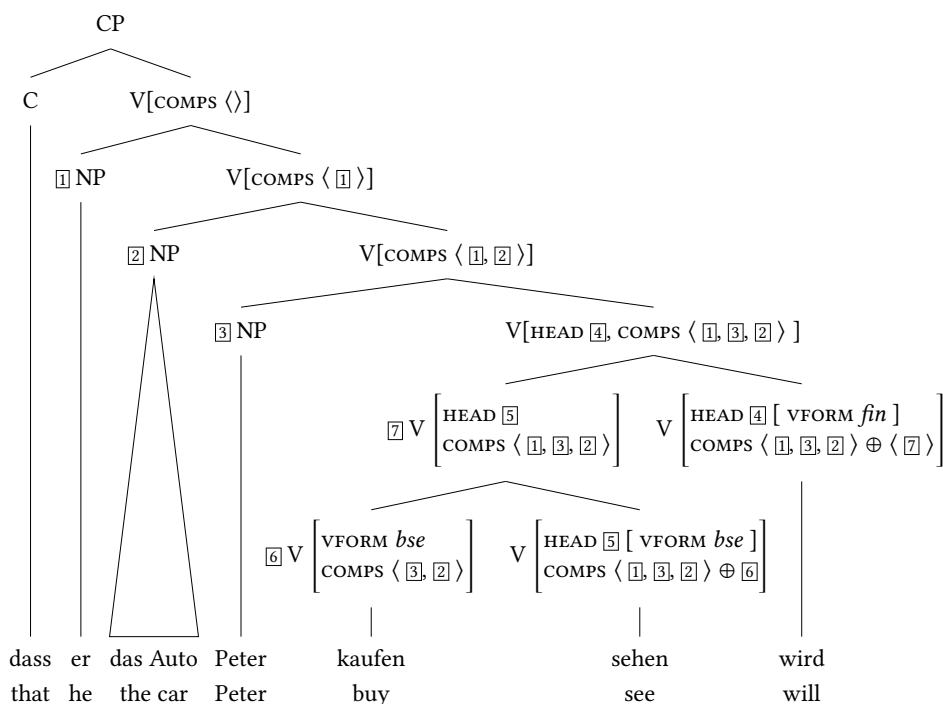 CP
C V[COMPS ⟨⟩]
1 NP V[COMPS ⟨ 1 ⟩]
2 NP V[COMPS ⟨ 1, 2 ⟩]
3 NP V[HEAD 4, COMPS ⟨ 1, 3, 2 ⟩ ]
7 V [HEAD 5 V [HEAD 4 [ VFORM fin ]
COMPS ⟨ 1, 3, 2 ⟩] COMPS ⟨ 1, 3, 2 ⟩ ⊕ ⟨ 7 ⟩]
6 V [VFORM bse V [HEAD 5 [ VFORM bse ]
COMPS ⟨ 3, 2 ⟩] COMPS ⟨ 1, 3, 2 ⟩ ⊕ 6]
dass er das Auto Peter kaufen sehen wird
that he the car Peter buy see will